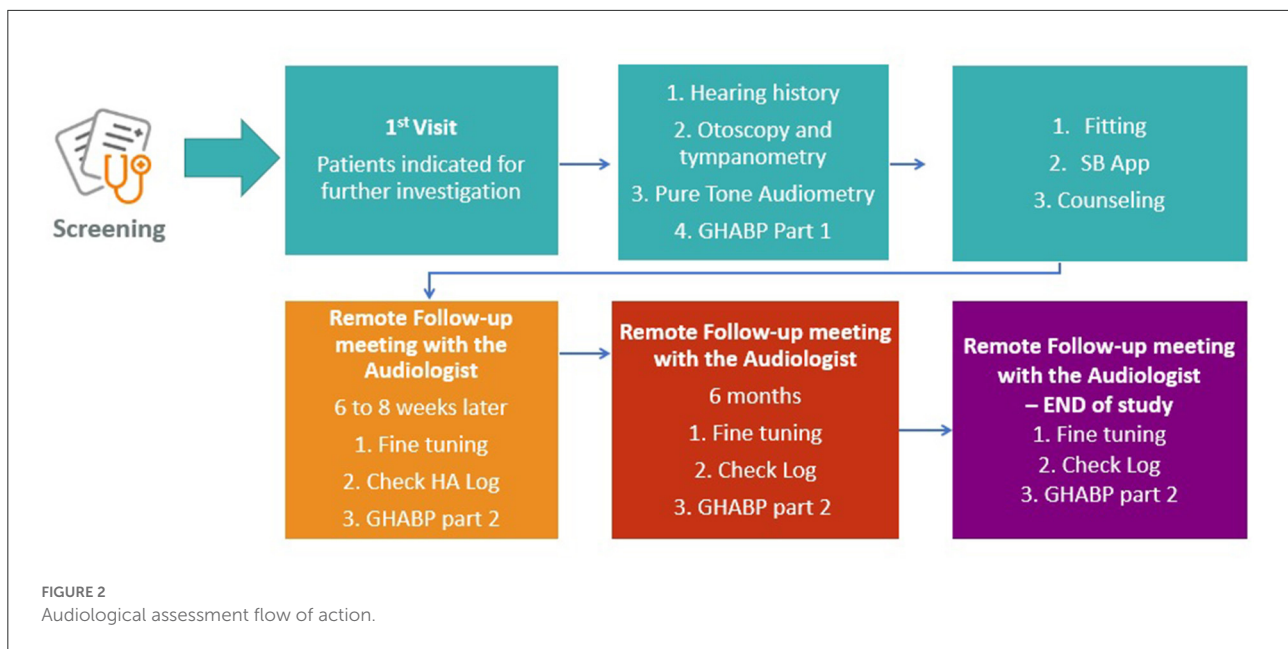 Screening
1st Visit
Patients indicated for
further investigation
1. Hearing history
2. Otoscopy and
tympanometry
3. Pure Tone Audiometry
4. GHABP Part 1
1. Fitting
2. SB App
3. Counseling
Remote Follow-up
meeting with the
Audiologist
6 to 8 weeks later
1. Fine tuning
2. Check HA Log
3. GHABP part 2
Remote Follow-up meeting
with the Audiologist
6 months
1. Fine tuning
2. Check Log
3. GHABP part 2
Remote Follow-up meeting
with the Audiologist
– END of study
1. Fine tuning
2. Check Log
3. GHABP part 2
FIGURE 2
Audiological assessment flow of action.